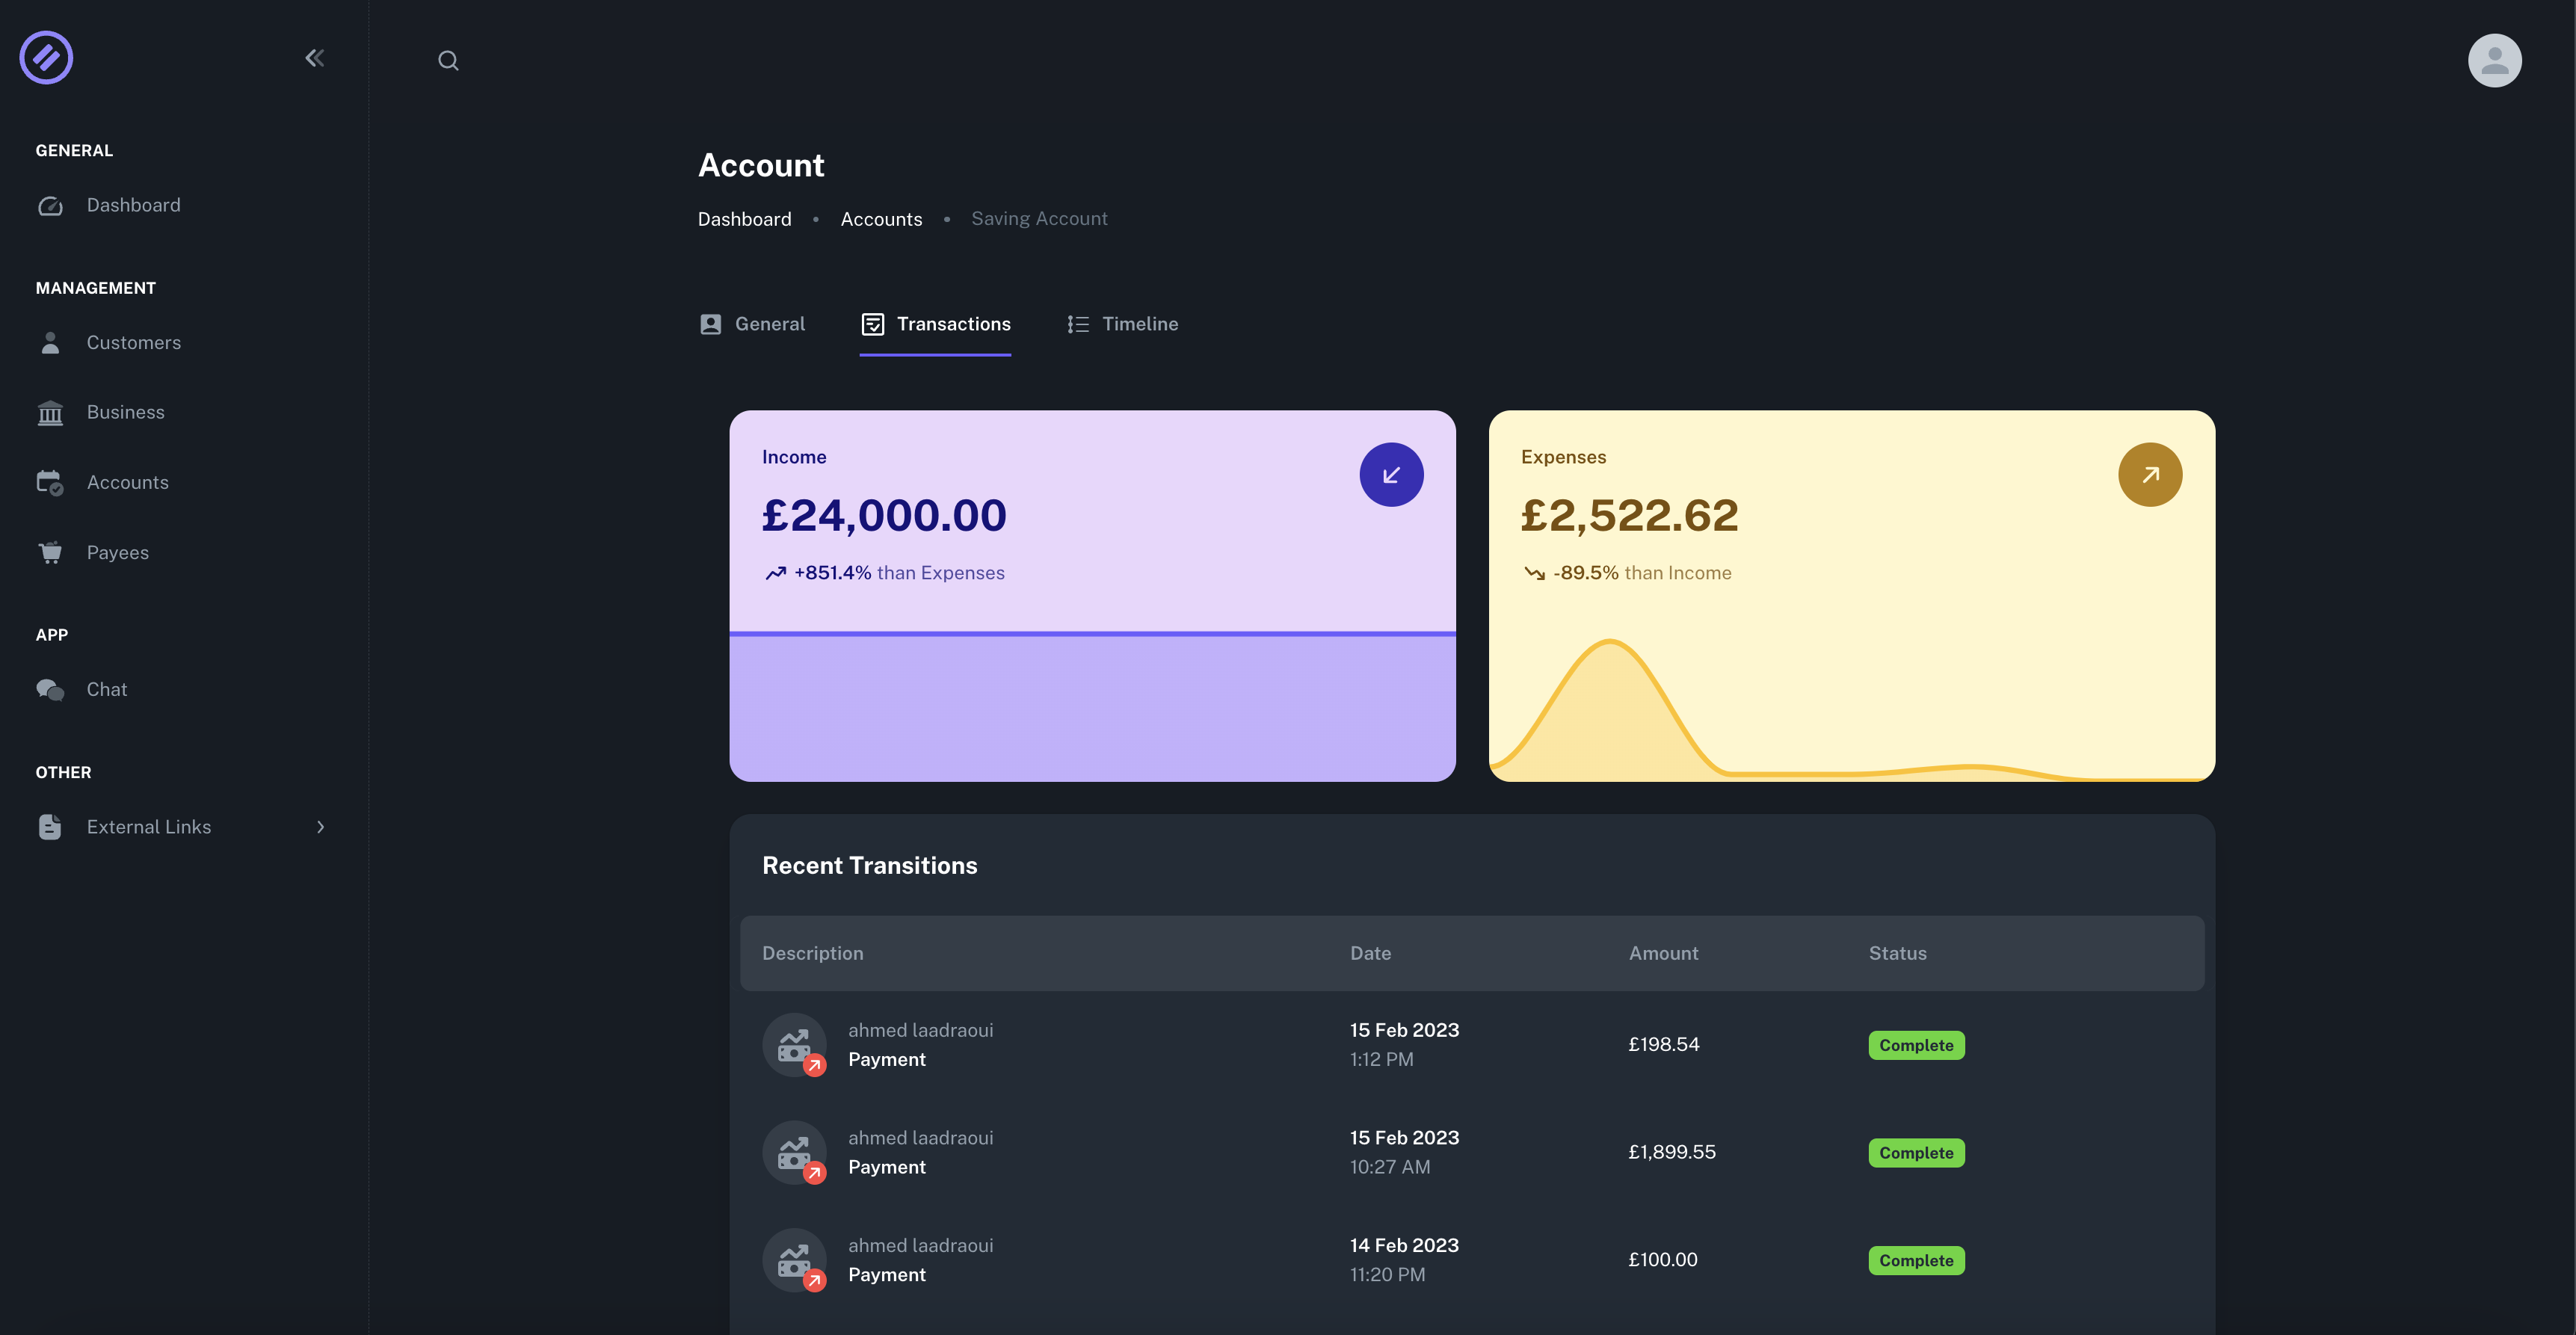 GENERAL
Dashboard
MANAGEMENT
Customers
Business
Accounts
Payees
APP
Chat
OTHER
External Links
Account
Dashboard • Accounts • Saving Account
General Transactions Timeline
Income
£24,000.00
+851.4% than Expenses
Expenses
£2,522.62
-89.5% than Income
Recent Transitions
Description Date Amount Status
ahmed laadraoui
Payment
15 Feb 2023
1:12 PM
£198.54
Complete
ahmed laadraoui
Payment
15 Feb 2023
10:27 AM
£1,899.55
Complete
ahmed laadraoui
Payment
14 Feb 2023
11:20 PM
£100.00
Complete